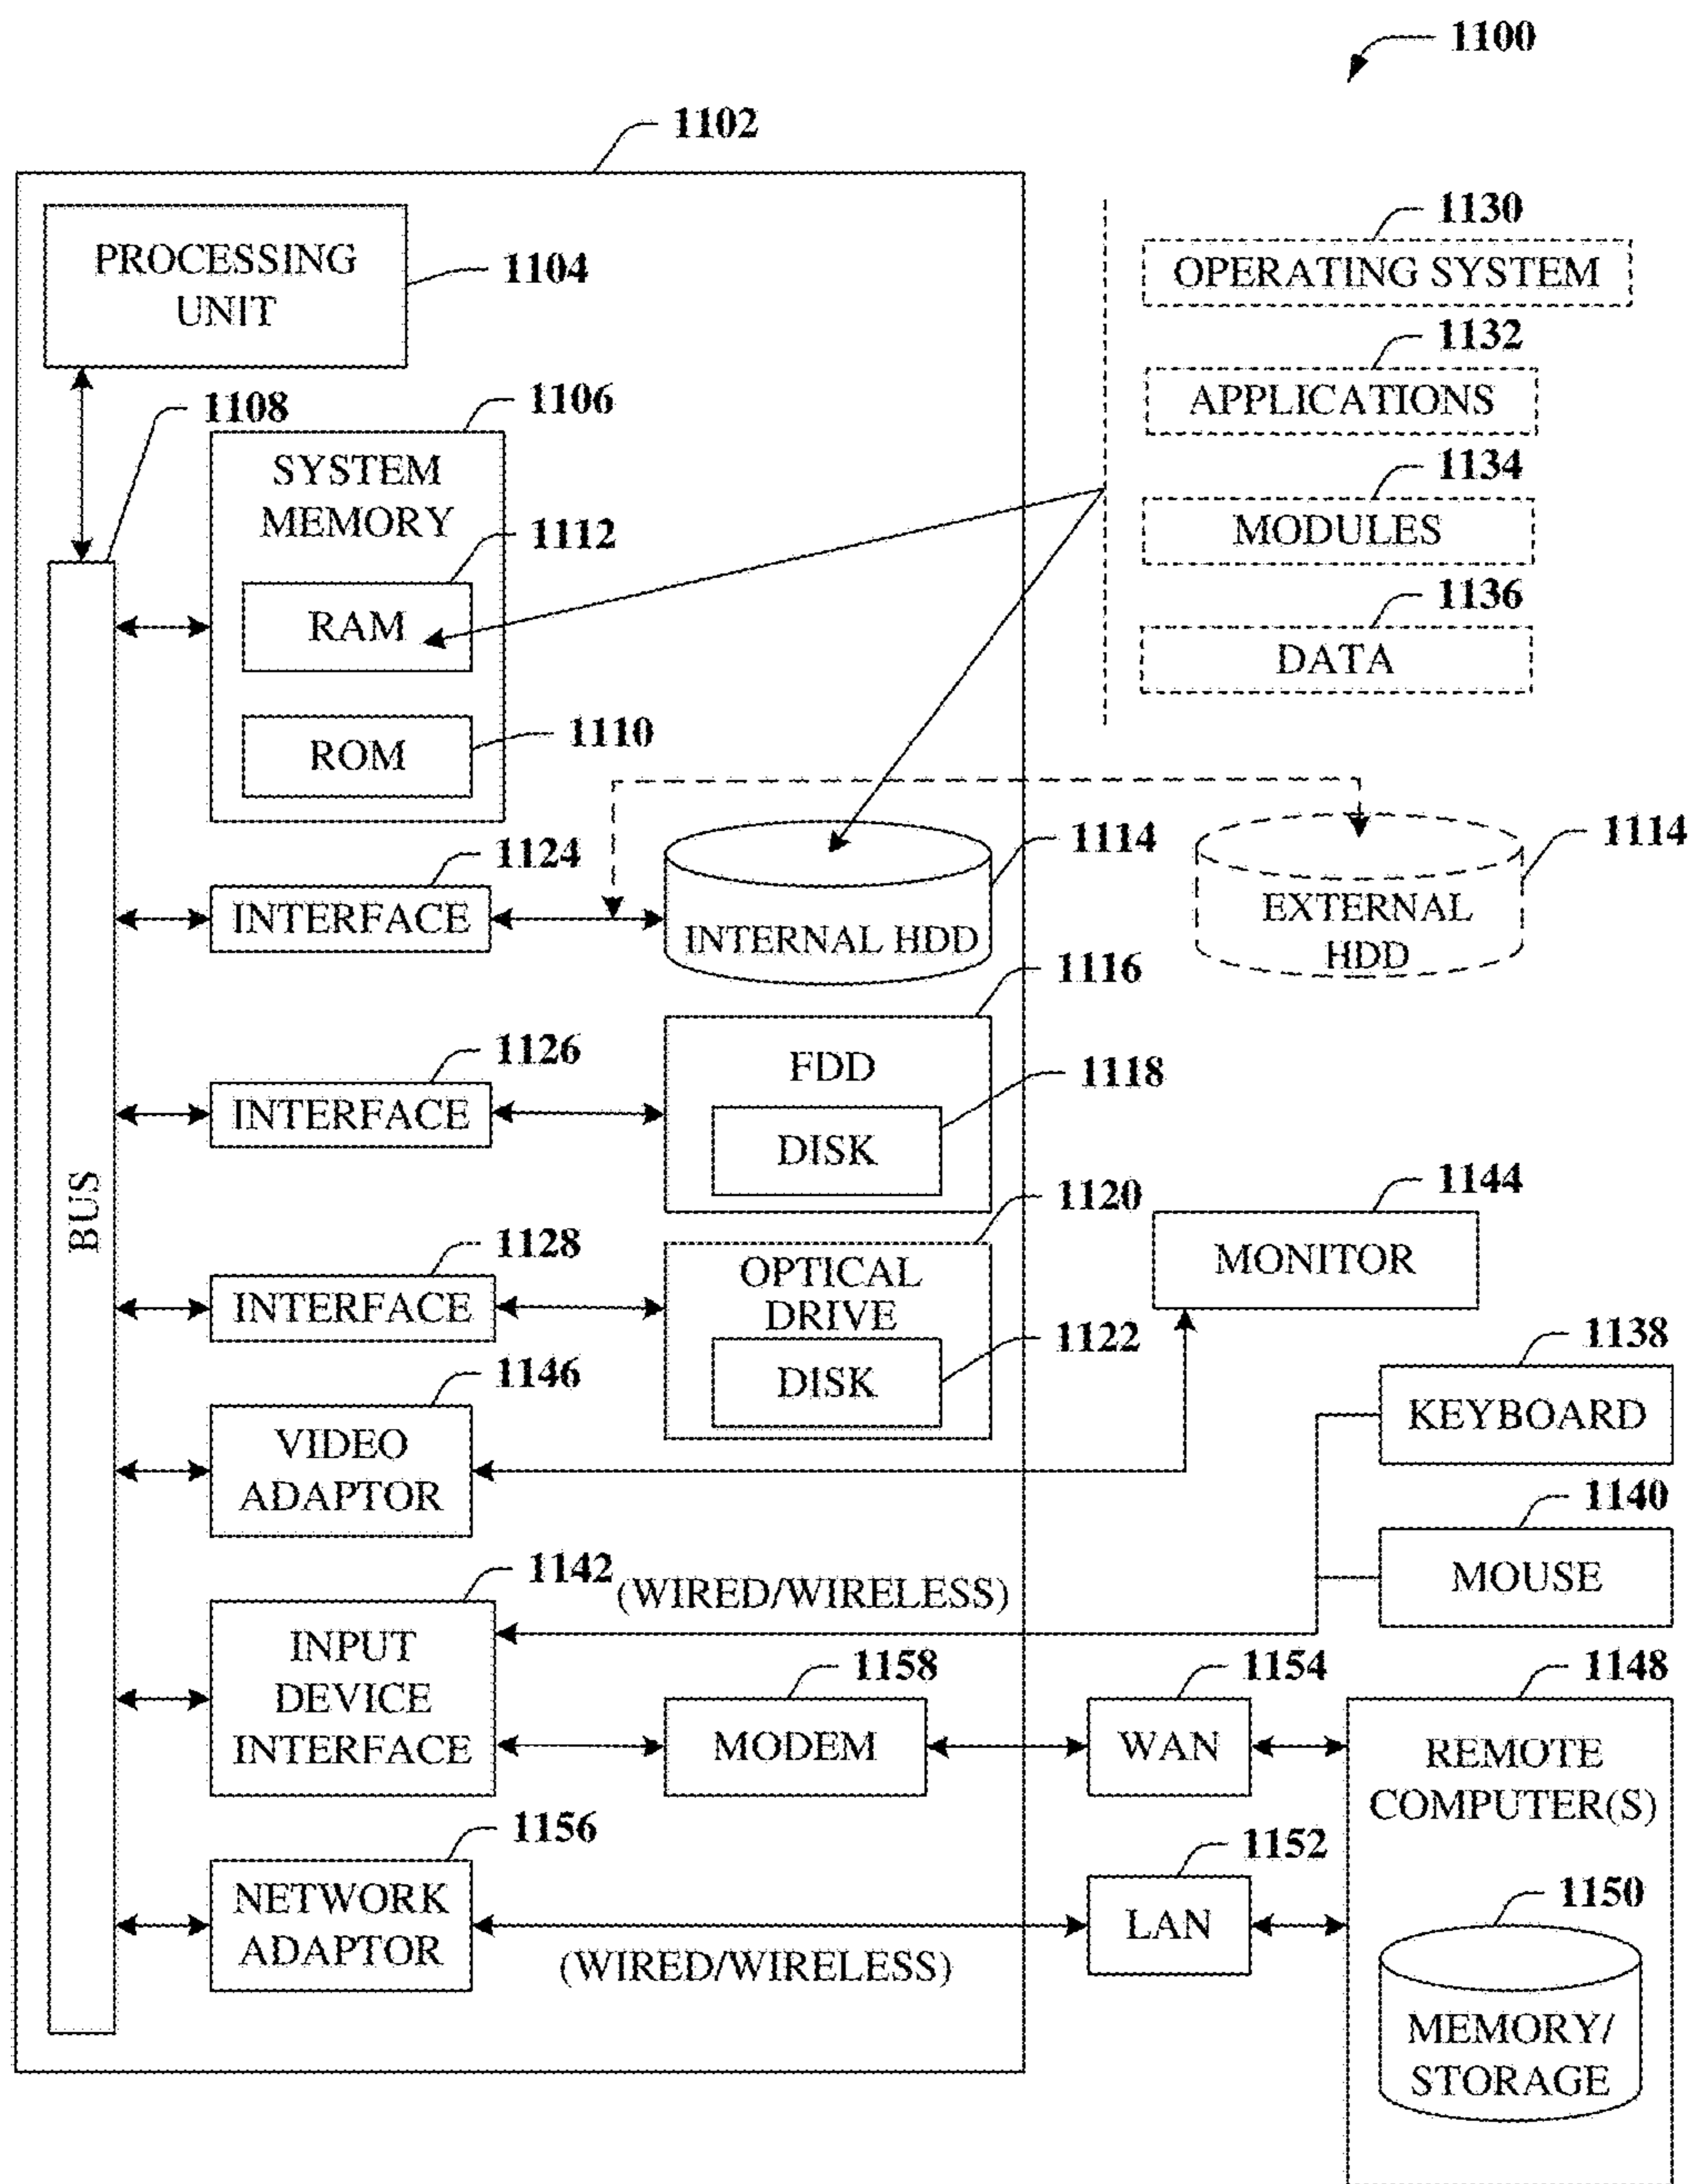 1100
1102
PROCESSING
UNIT
1104
1130
OPERATING SYSTEM
1132
APPLICATIONS
1134
MODULES
1136
DATA
1108
1106
SYSTEM
MEMORY
1112
RAM
1110
ROM
1124
INTERFACE
1114
INTERNAL HDD
1114
EXTERNAL
HDD
1126
INTERFACE
1116
FDD
1118
DISK
BUS
1128
INTERFACE
1120
OPTICAL
DRIVE
1122
DISK
1144
MONITOR
1146
VIDEO
ADAPTOR
1138
KEYBOARD
1140
MOUSE
1142
(WIRED/WIRELESS)
INPUT
DEVICE
INTERFACE
1158
MODEM
1154
WAN
1148
REMOTE
COMPUTER(S)
1156
NETWORK
ADAPTOR
(WIRED/WIRELESS)
1152
LAN
1150
MEMORY/
STORAGE